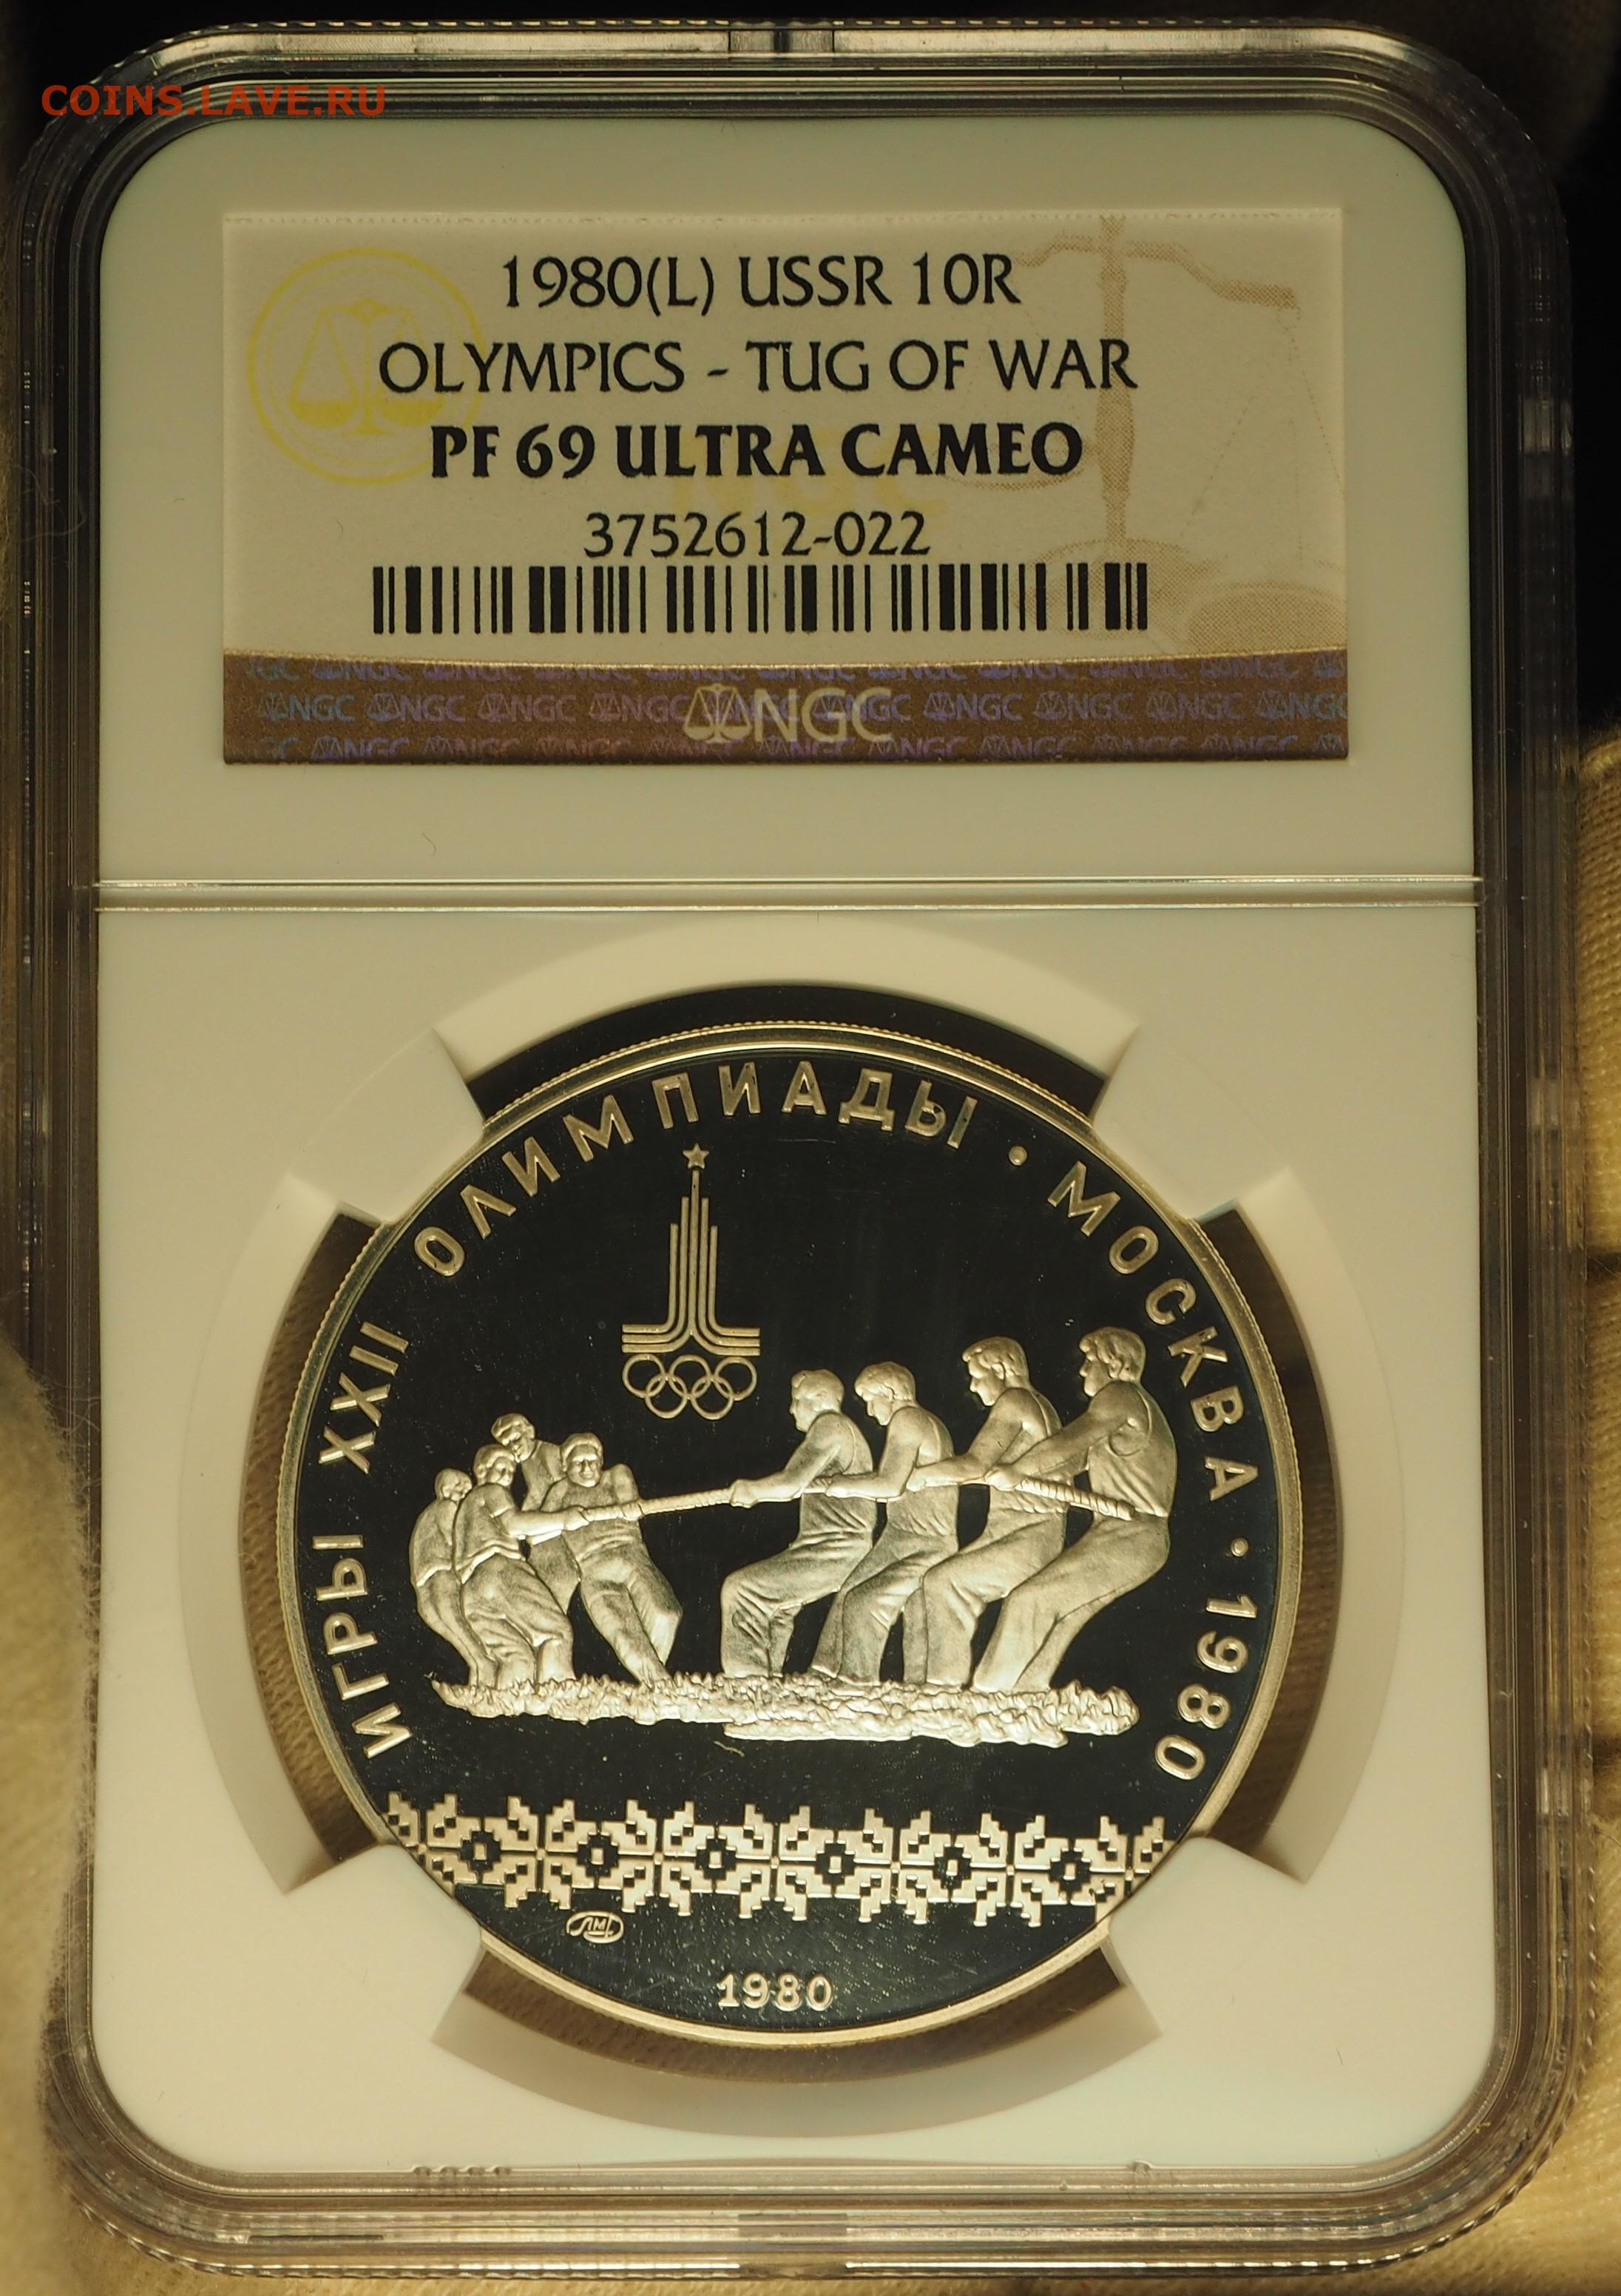 COINS.LAVE.RU
1980(L) USSR 10R
OLYMPICS - TUG OF WAR
PF 69 ULTRA CAMEO
3752612-022
NGC
ИГРЫ XXII ОЛИМПИАДЫ · МОСКВА · 1980
ЛМД
1980